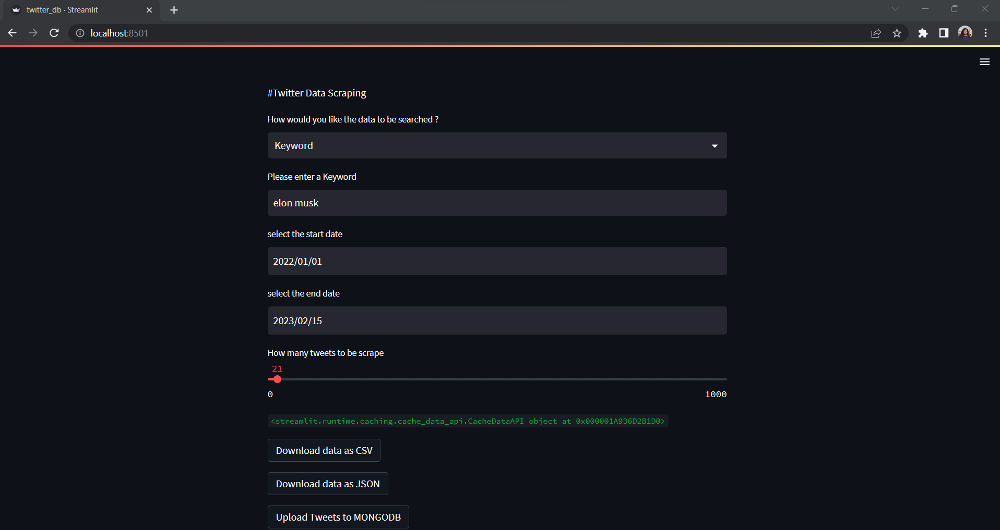 twitter_db · Streamlit
localhost:8501
#Twitter Data Scraping
How would you like the data to be searched ?
Keyword
Please enter a Keyword
elon musk
select the start date
2022/01/01
select the end date
2023/02/15
How many tweets to be scrape
21
0 1000
<streamlit.runtime.caching.cache_data_api.CacheDataAPI object at 0x000001A936D2B1D0>
Download data as CSV
Download data as JSON
Upload Tweets to MONGODB